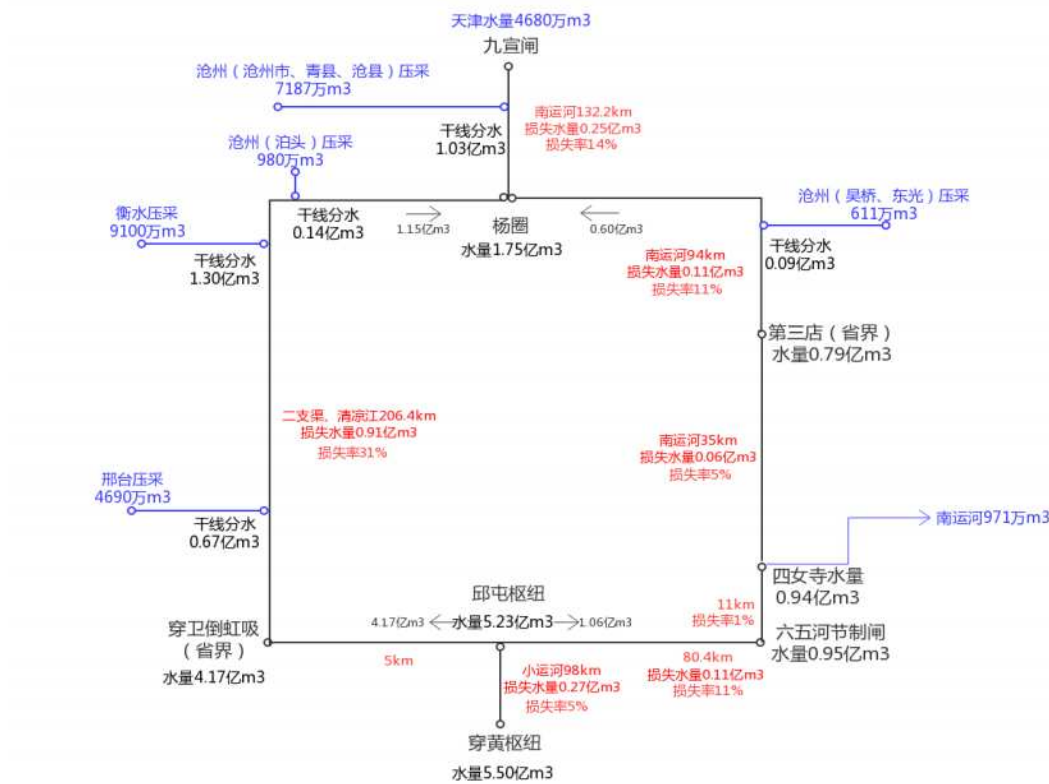 天津水量4680万m3
九宣闸
沧州（沧州市、青县、沧县）压采
7187万m3
南运河132.2km
损失水量0.25亿m3
损失率14%
干线分水
1.03亿m3
沧州（泊头）压采
980万m3
沧州（吴桥、东光）压采
611万m3
衡水压采
9100万m3
干线分水
0.14亿m3
1.15亿m3
杨圈
水量1.75亿m3
0.60亿m3
干线分水
0.09亿m3
干线分水
1.30亿m3
南运河94km
损失水量0.11亿m3
损失率11%
第三店（省界）
水量0.79亿m3
二支渠、清凉江206.4km
损失水量0.91亿m3
损失率31%
南运河35km
损失水量0.06亿m3
损失率5%
邢台压采
4690万m3
干线分水
0.67亿m3
南运河971万m3
四女寺水量
0.94亿m3
邱屯枢纽
水量5.23亿m3
4.17亿m3
1.06亿m3
11km
损失率1%
穿卫倒虹吸
（省界）
水量4.17亿m3
六五河节制闸
水量0.95亿m3
5km
小运河98km
损失水量0.27亿m3
损失率5%
80.4km
损失水量0.11亿m3
损失率11%
穿黄枢纽
水量5.50亿m3